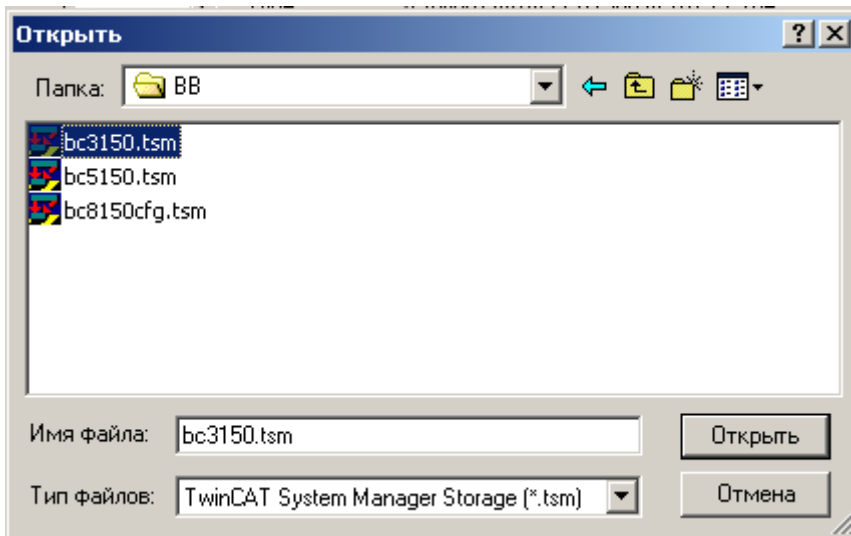 Открыть
Папка: BB
bc3150.tsm
bc5150.tsm
bc8150cfg.tsm
Имя файла: bc3150.tsm Открыть
Тип файлов: TwinCAT System Manager Storage (*.tsm) Отмена